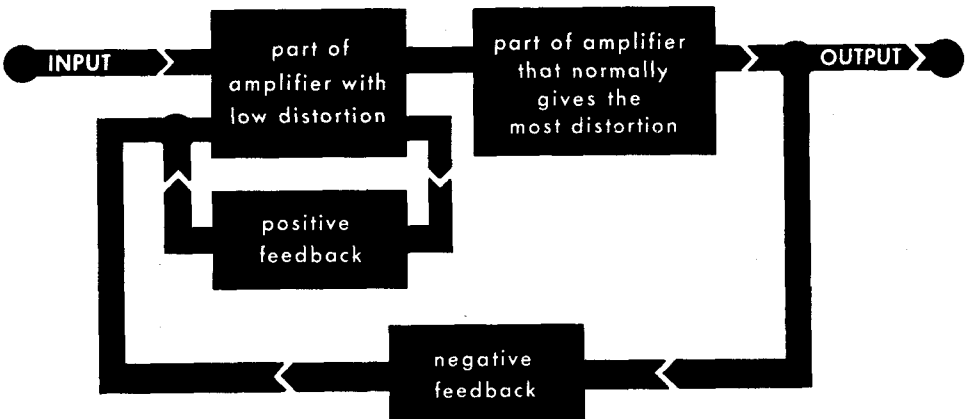 INPUT
part of
amplifier with
low distortion
part of amplifier
that normally
gives the
most distortion
OUTPUT
positive
feedback
negative
feedback